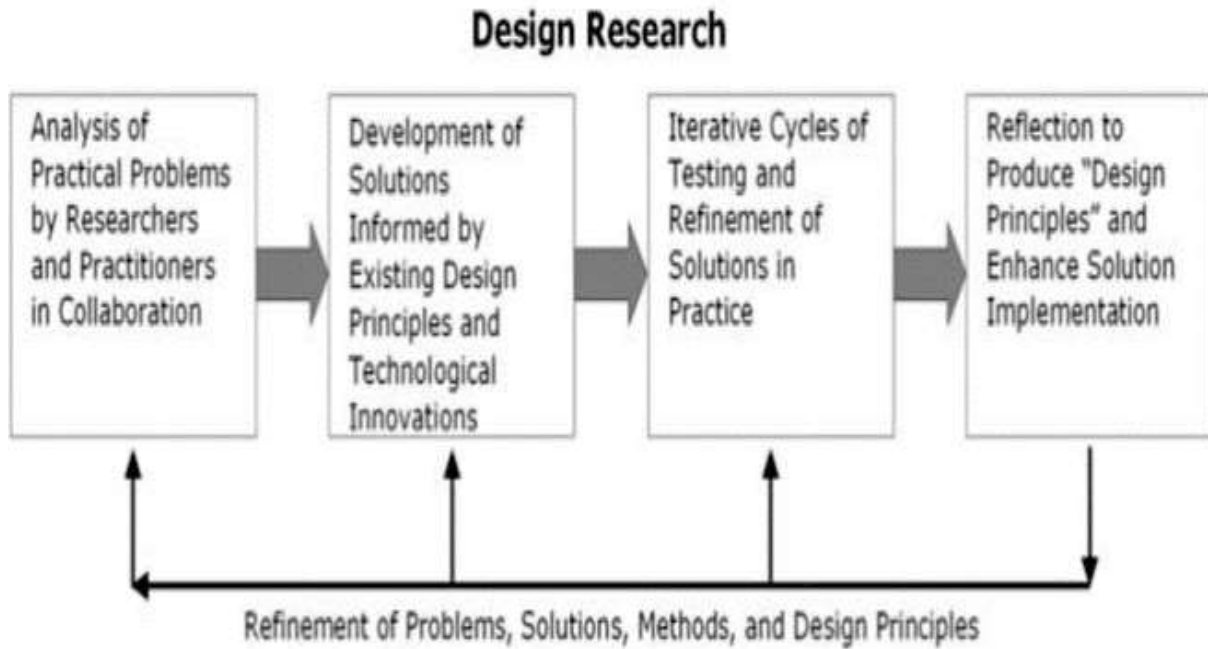 Design Research
Analysis of
Practical Problems
by Researchers
and Practitioners
in Collaboration
Development of
Solutions
Informed by
Existing Design
Principles and
Technological
Innovations
Iterative Cycles of
Testing and
Refinement of
Solutions in
Practice
Reflection to
Produce “Design
Principles” and
Enhance Solution
Implementation
Refinement of Problems, Solutions, Methods, and Design Principles